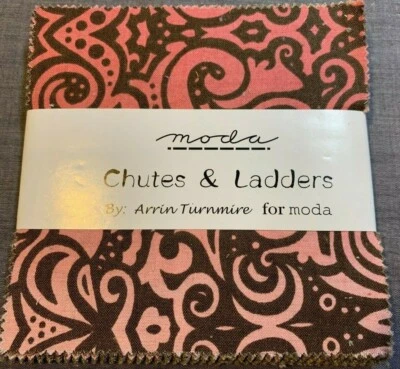 moda
Chutes & Ladders
By: Arrin Turnmire for moda